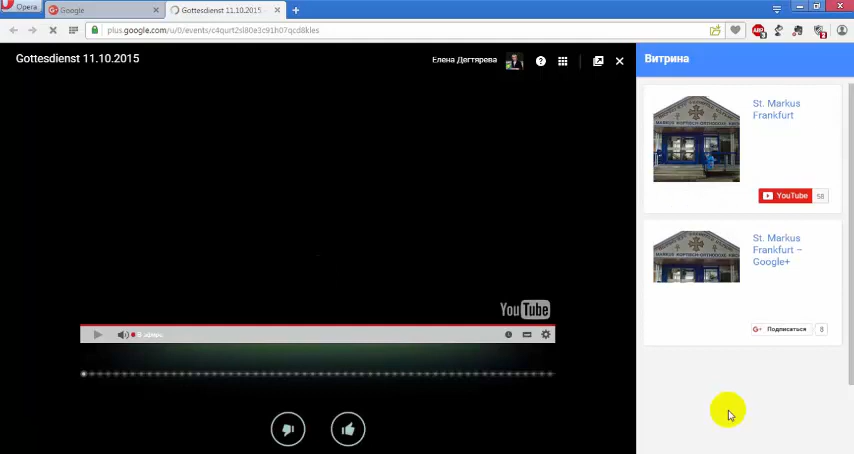 Opera
Google
Gottesdienst 11.10.2015 -
plus.google.com/u/0/events/c4qurt2sl80e3c91h07qcd8kles
Gottesdienst 11.10.2015
Елена Дегтярева
Витрина
St. Markus
Frankfurt
YouTube 58
St. Markus
Frankfurt –
Google+
Подписаться 8
YouTube